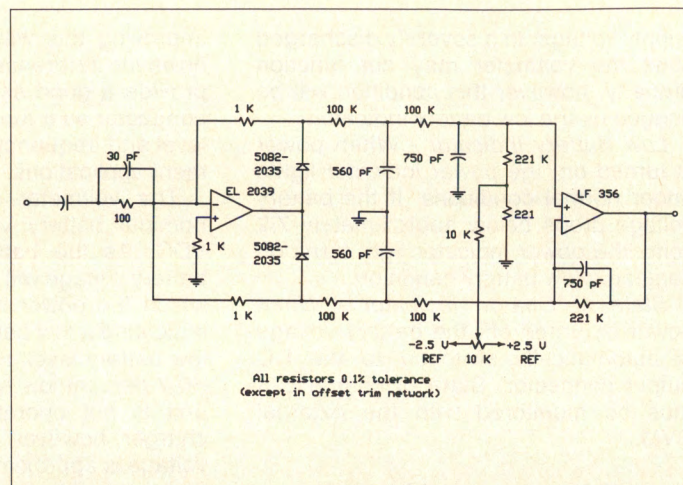 1 K
100 K
100 K
30 pF
5082-
2035
560
pF
750 pF
221 K
EL 2039
LF 356
100
221
10 K
1 K
5082-
2035
560
pF
750 pF
1 K
100 K
100 K
221 K
-2.5 V
REF
+2.5 V
REF
10 K
All resistors 0.1% tolerance
(except in offset trim network)